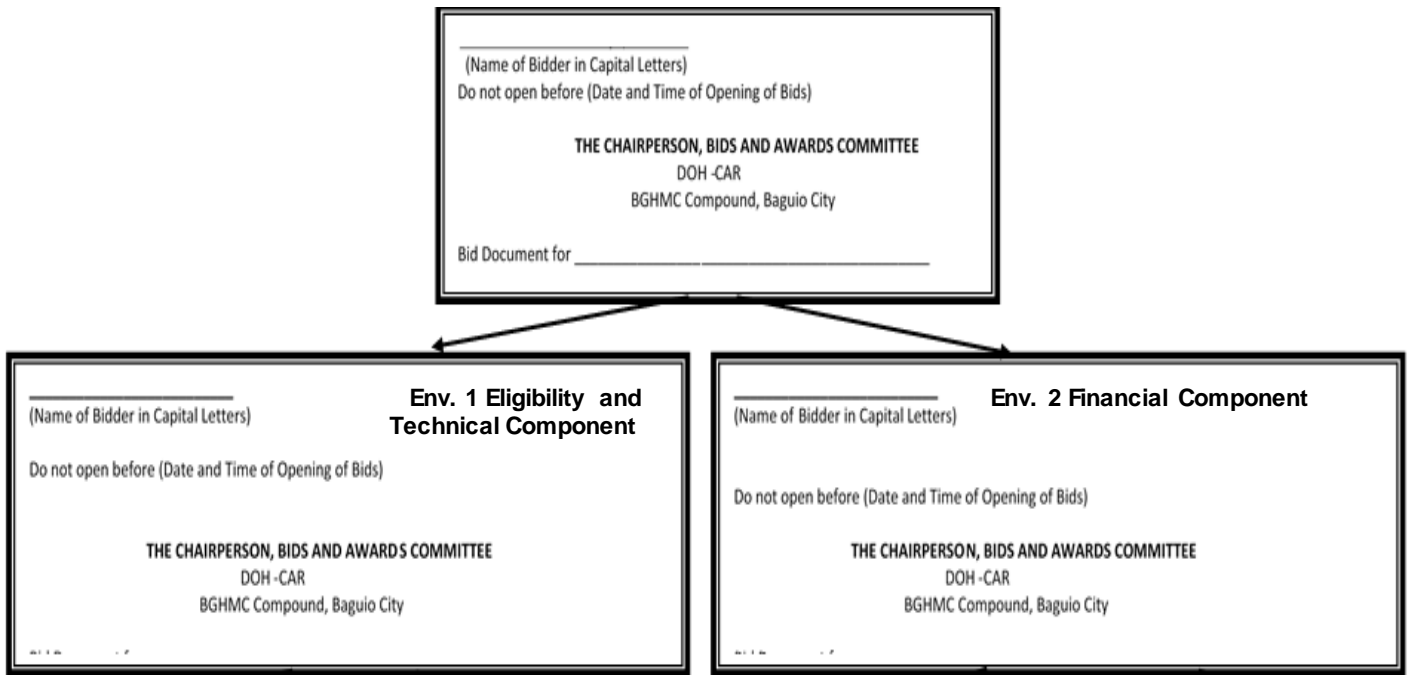 ____________________
(Name of Bidder in Capital Letters)
Do not open before (Date and Time of Opening of Bids)
THE CHAIRPERSON, BIDS AND AWARDS COMMITTEE
DOH -CAR
BGHMC Compound, Baguio City
Bid Document for ____________________
____________________
Env. 1 Eligibility and
(Name of Bidder in Capital Letters)
Technical Component
Do not open before (Date and Time of Opening of Bids)
THE CHAIRPERSON, BIDS AND AWARDS COMMITTEE
DOH -CAR
BGHMC Compound, Baguio City
____________________
Env. 2 Financial Component
(Name of Bidder in Capital Letters)
Do not open before (Date and Time of Opening of Bids)
THE CHAIRPERSON, BIDS AND AWARDS COMMITTEE
DOH -CAR
BGHMC Compound, Baguio City